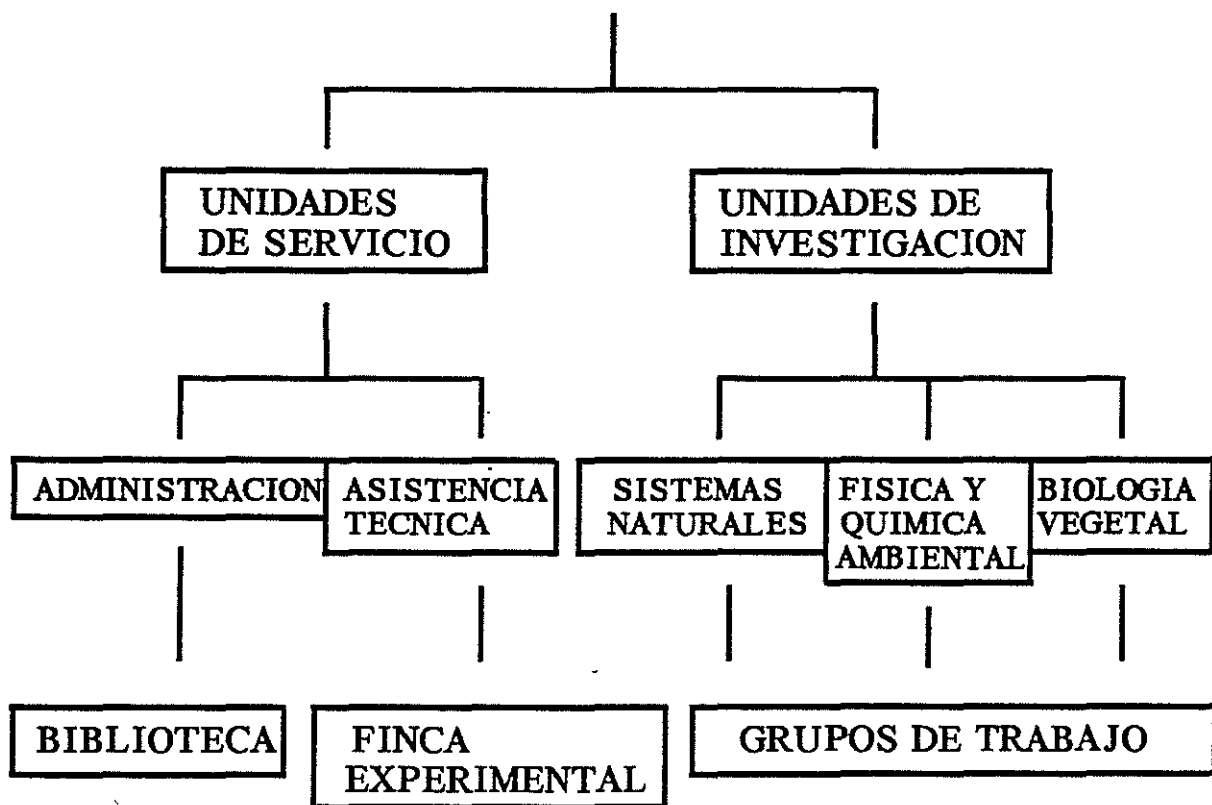 UNIDADES
DE SERVICIO
UNIDADES DE
INVESTIGACION
ADMINISTRACION
ASISTENCIA
TECNICA
SISTEMAS
NATURALES
FISICA Y
QUIMICA
AMBIENTAL
BIOLOGIA
VEGETAL
BIBLIOTECA
FINCA
EXPERIMENTAL
GRUPOS DE TRABAJO